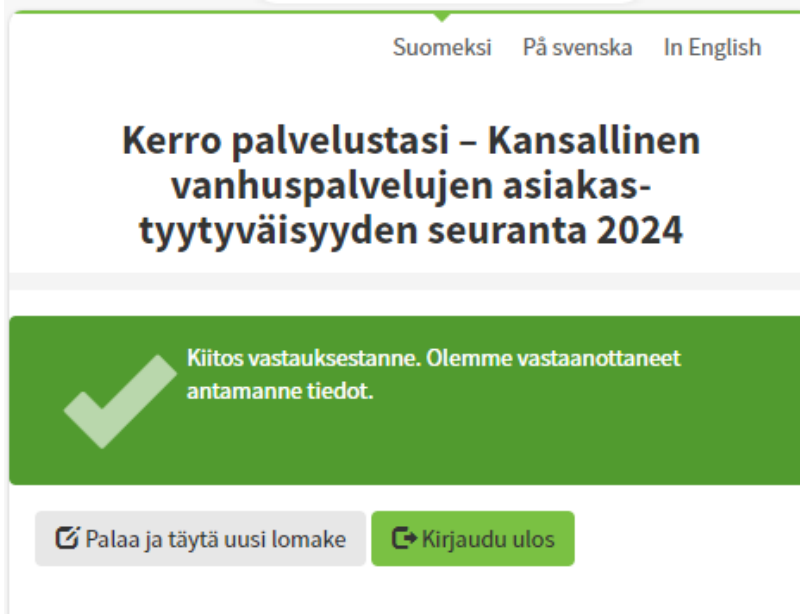 Suomeksi På svenska In English
Kerro palvelustasi – Kansallinen
vanhuspalvelujen asiakas-
tyytyväisyyden seuranta 2024
Kiitos vastauksestanne. Olemme vastaanottaneet
antamanne tiedot.
Palaa ja täytä uusi lomake Kirjaudu ulos